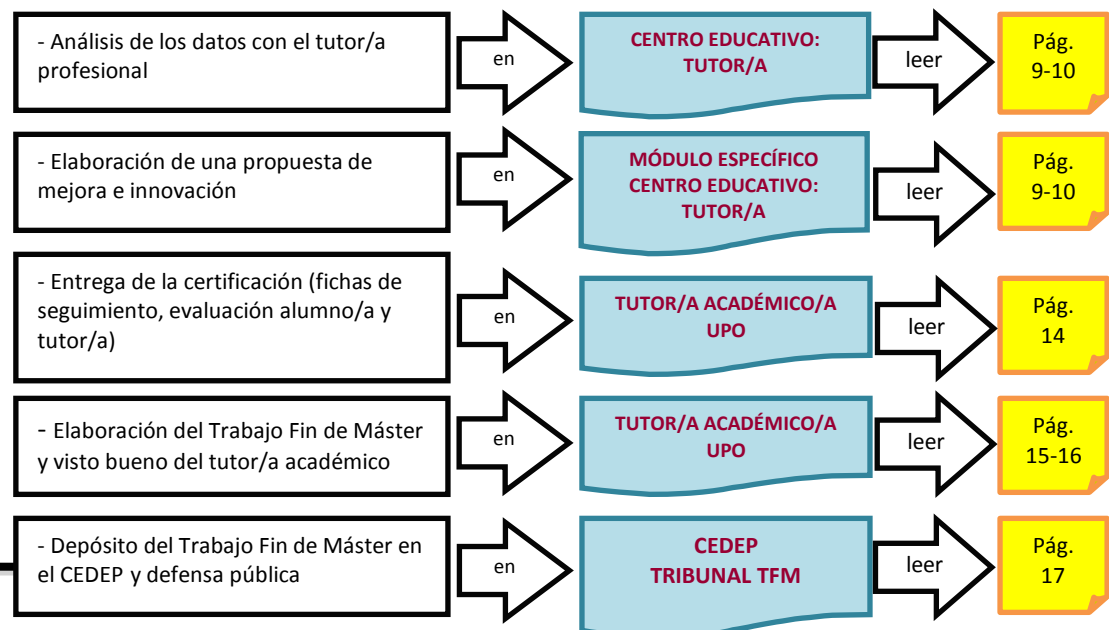 - Análisis de los datos con el tutor/a
profesional
en
CENTRO EDUCATIVO:
TUTOR/A
leer
Pág.
9-10
- Elaboración de una propuesta de
mejora e innovación
en
MÓDULO ESPECÍFICO
CENTRO EDUCATIVO:
TUTOR/A
leer
Pág.
9-10
- Entrega de la certificación (fichas de
seguimiento, evaluación alumno/a y
tutor/a)
en
TUTOR/A ACADÉMICO/A
UPO
leer
Pág.
14
- Elaboración del Trabajo Fin de Máster
y visto bueno del tutor/a académico
en
TUTOR/A ACADÉMICO/A
UPO
leer
Pág.
15-16
- Depósito del Trabajo Fin de Máster en
el CEDEP y defensa pública
en
CEDEP
TRIBUNAL TFM
leer
Pág.
17